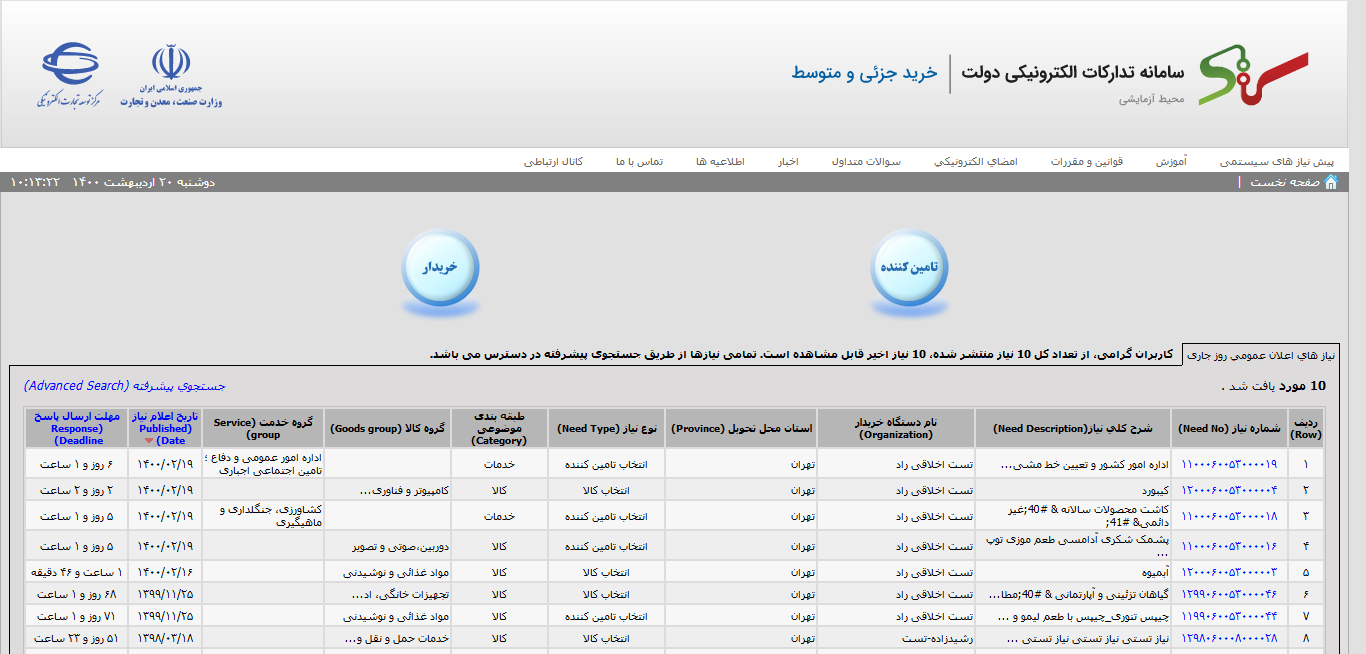 سامانه تدارکات الکترونیکی دولت | خرید جزئی و متوسط
محیط آزمایشی
جمهوری اسلامی ایران
وزارت صنعت، معدن و تجارت
مرکز توسعه تجارت الکترونیکی
پیش نیاز های سیستمی آموزش قوانین و مقررات امضاي الکترونیکي سوالات متداول اخبار اطلاعیه ها تماس با ما کانال ارتباطی
صفحه نخست |
دوشنبه ۲۰ اردیبهشت ۱۴۰۰ ۱۰:۱۳:۲۲
تامین کننده
خریدار
نیاز هاي اعلان عمومي روز جاری
کاربران گرامی، از تعداد کل 10 نیاز منتشر شده، 10 نیاز اخیر قابل مشاهده است. تمامی نیازها از طریق جستجوی پیشرفته در دسترس می باشد.
10 مورد یافت شد .
جستجوي پیشرفته (Advanced Search)
ردیف (Row) شماره نیاز (Need No) شرح کلي نیاز(Need Description) نام دستگاه خریدار (Organization) استان محل تحویل (Province) نوع نیاز (Need Type) طبقه بندی موضوعی (Category) گروه کالا (Goods group) گروه خدمت (Service group) تاریخ اعلام نیاز (Published Date) مهلت ارسال پاسخ (Response Deadline)
۱ ۱۱۰۰۰۶۰۰۵۳۰۰۰۰۱۹ اداره امور کشور و تعیین خط مشی... تست اخلاقی راد تهران انتخاب تامین کننده خدمات اداره امور عمومی و دفاع ؛ تامین اجتماعی اجباری ۱۴۰۰/۰۲/۱۹ ۶ روز و ۱ ساعت
۲ ۱۲۰۰۰۶۰۰۵۳۰۰۰۰۰۴ کیبورد تست اخلاقی راد تهران انتخاب کالا کالا کامپیوتر و فناوری... ۱۴۰۰/۰۲/۱۹ ۲ روز و ۲ ساعت
۳ ۱۱۰۰۰۶۰۰۵۳۰۰۰۰۱۸ کاشت محصولات سالانه & #40;غیر دائمی& #41; تست اخلاقی راد تهران انتخاب تامین کننده خدمات کشاورزی، جنگلداری و ماهیگیری ۱۴۰۰/۰۲/۱۹ ۵ روز و ۱ ساعت
۴ ۱۱۰۰۰۶۰۰۵۳۰۰۰۰۱۶ پشمک شکری آدامسی طعم موزی توپ ... تست اخلاقی راد تهران انتخاب تامین کننده کالا دوربین،صوتی و تصویر ۱۴۰۰/۰۲/۱۹ ۵ روز و ۱ ساعت
۵ ۱۲۰۰۰۶۰۰۵۳۰۰۰۰۰۳ آبمیوه تست اخلاقی راد تهران انتخاب کالا کالا مواد غذائی و نوشیدنی ۱۴۰۰/۰۲/۱۶ ۱ ساعت و ۴۶ دقیقه
۶ ۱۲۹۹۰۶۰۰۵۳۰۰۰۰۴۶ گیاهان تزئینی و آپارتمانی & #40;مطا... تست اخلاقی راد تهران انتخاب کالا کالا تجهیزات خانگی، اد... ۱۳۹۹/۱۱/۲۵ ۶۸ روز و ۱ ساعت
۷ ۱۱۹۹۰۶۰۰۵۳۰۰۰۰۴۴ چیپس تنوری_چیپس با طعم لیمو و ... تست اخلاقی راد تهران انتخاب تامین کننده کالا مواد غذائی و نوشیدنی ۱۳۹۹/۱۱/۲۵ ۷۱ روز و ۱ ساعت
۸ ۱۲۹۸۰۶۰۰۰۸۰۰۰۰۲۸ نیاز تستی نیاز تستی نیاز تستی ... رشیدزاده-تست تهران انتخاب کالا کالا خدمات حمل و نقل و... ۱۳۹۸/۰۳/۱۸ ۵۱ روز و ۲۳ ساعت